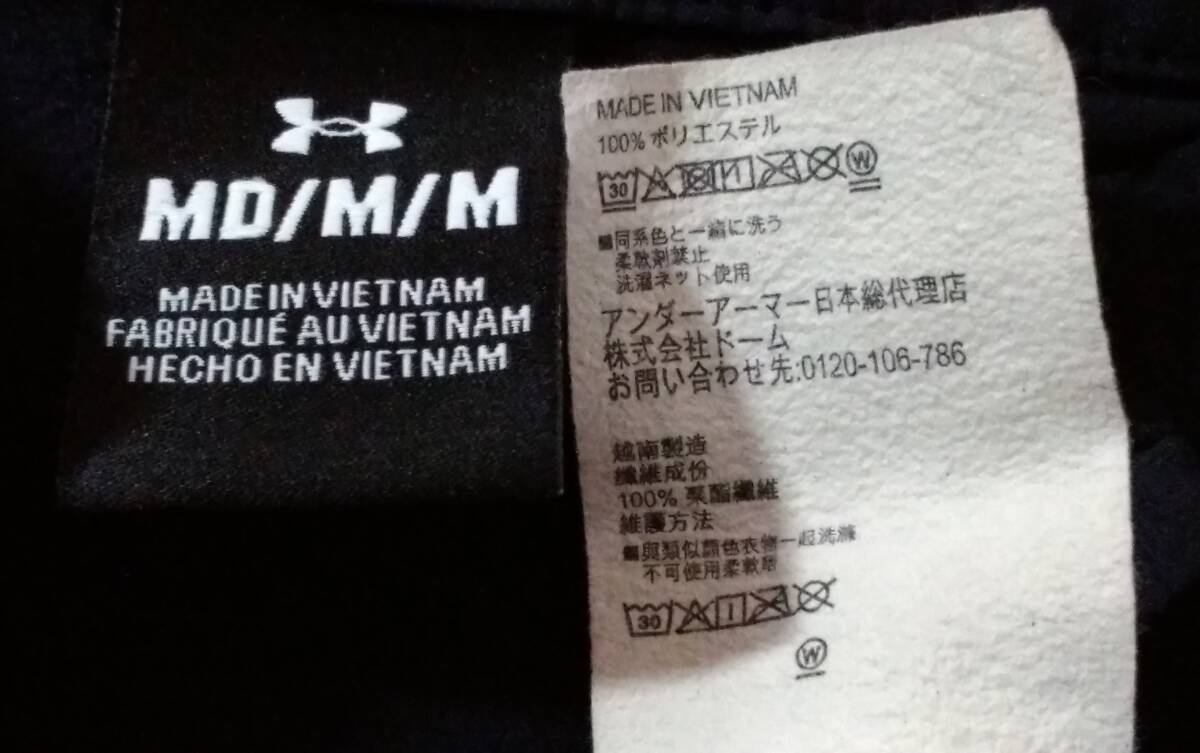 MD/M/M
MADE IN VIETNAM
FABRIQUÉ AU VIETNAM
HECHO EN VIETNAM
MADE IN VIETNAM
100% ポリエステル
30 W
■同系色と一緒に洗う
柔軟剤禁止
洗濯ネット使用
アンダーアーマー日本総代理店
株式会社ドーム
お問い合わせ先:0120-106-786
越南製造
纖維成份
100% 聚酯纖維
維護方法
■與類似顏色衣物一起洗滌
不可使用柔軟劑
30
W